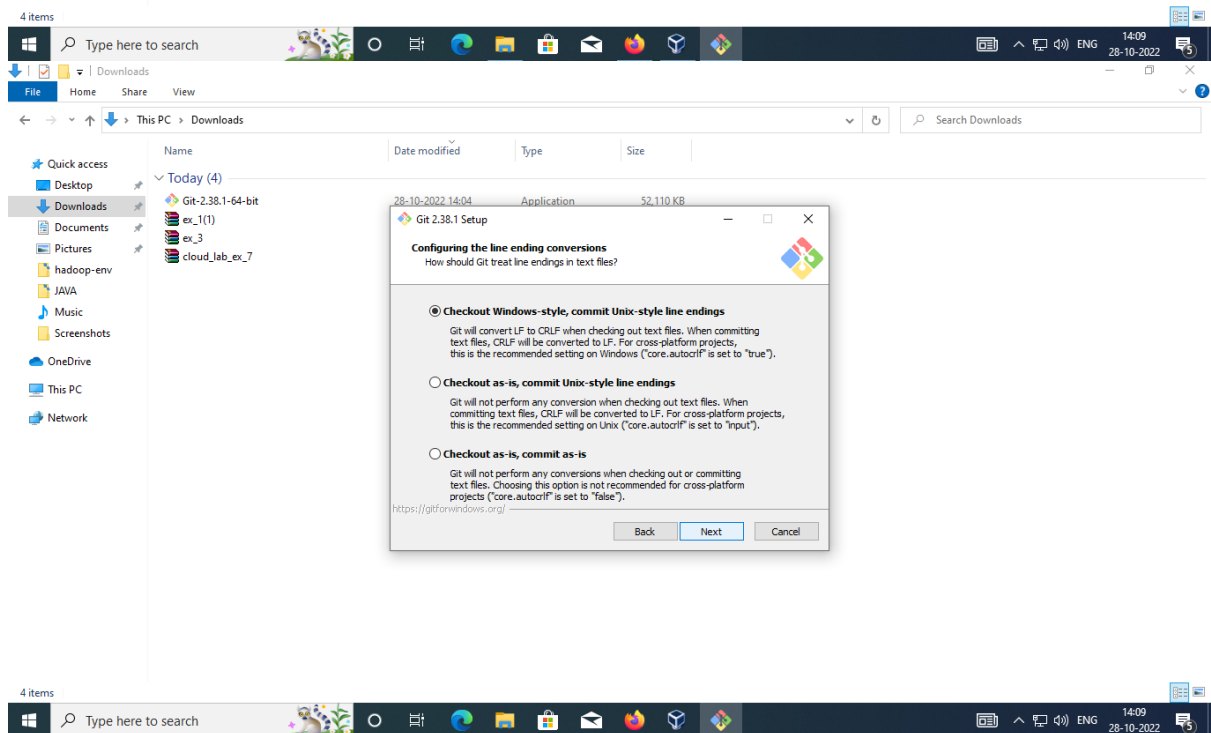 4 items
Type here to search
ENG
14:09
28-10-2022
5
Downloads
File Home Share View
?
This PC > Downloads
Search Downloads
Name Date modified Type Size
Quick access
Today (4)
Desktop
Git-2.38.1-64-bit 28-10-2022 14:04 Application 52,110 KB
Downloads
ex_1(1)
Documents
ex_3
Pictures
cloud_lab_ex_7
hadoop-env
JAVA
Music
Screenshots
OneDrive
This PC
Network
Git 2.38.1 Setup
Configuring the line ending conversions
How should Git treat line endings in text files?
Checkout Windows-style, commit Unix-style line endings
Git will convert LF to CRLF when checking out text files. When committing
text files, CRLF will be converted to LF. For cross-platform projects,
this is the recommended setting on Windows ("core.autocrlf" is set to "true").
Checkout as-is, commit Unix-style line endings
Git will not perform any conversion when checking out text files. When
committing text files, CRLF will be converted to LF. For cross-platform projects,
this is the recommended setting on Unix ("core.autocrlf" is set to "input").
Checkout as-is, commit as-is
Git will not perform any conversions when checking out or committing
text files. Choosing this option is not recommended for cross-platform
projects ("core.autocrlf" is set to "false").
https://gitforwindows.org/
Back Next Cancel
4 items
Type here to search
ENG
14:09
28-10-2022
5